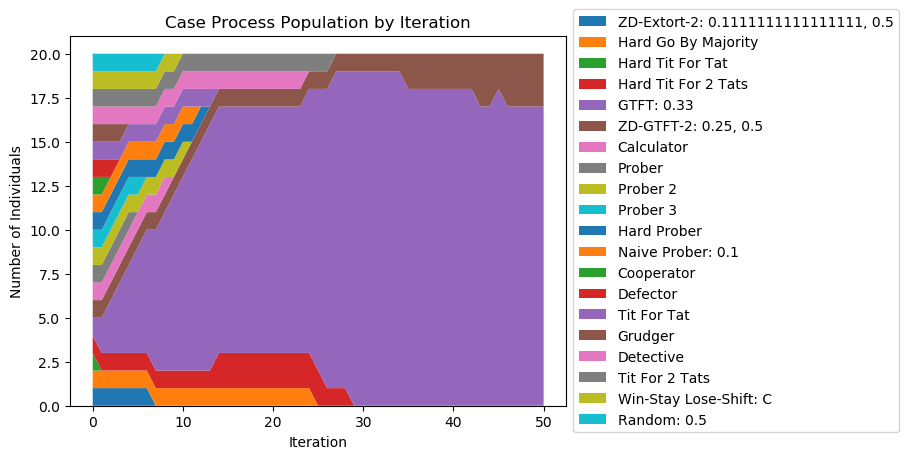 Case Process Population by Iteration
Number of Individuals
20.0
17.5
15.0
12.5
10.0
7.5
5.0
2.5
0.0
0
10
20
30
40
50
Iteration
ZD-Extort-2: 0.1111111111111111, 0.5
Hard Go By Majority
Hard Tit For Tat
Hard Tit For 2 Tats
GTFT: 0.33
ZD-GTFT-2: 0.25, 0.5
Calculator
Prober
Prober 2
Prober 3
Hard Prober
Naive Prober: 0.1
Cooperator
Defector
Tit For Tat
Grudger
Detective
Tit For 2 Tats
Win-Stay Lose-Shift: C
Random: 0.5